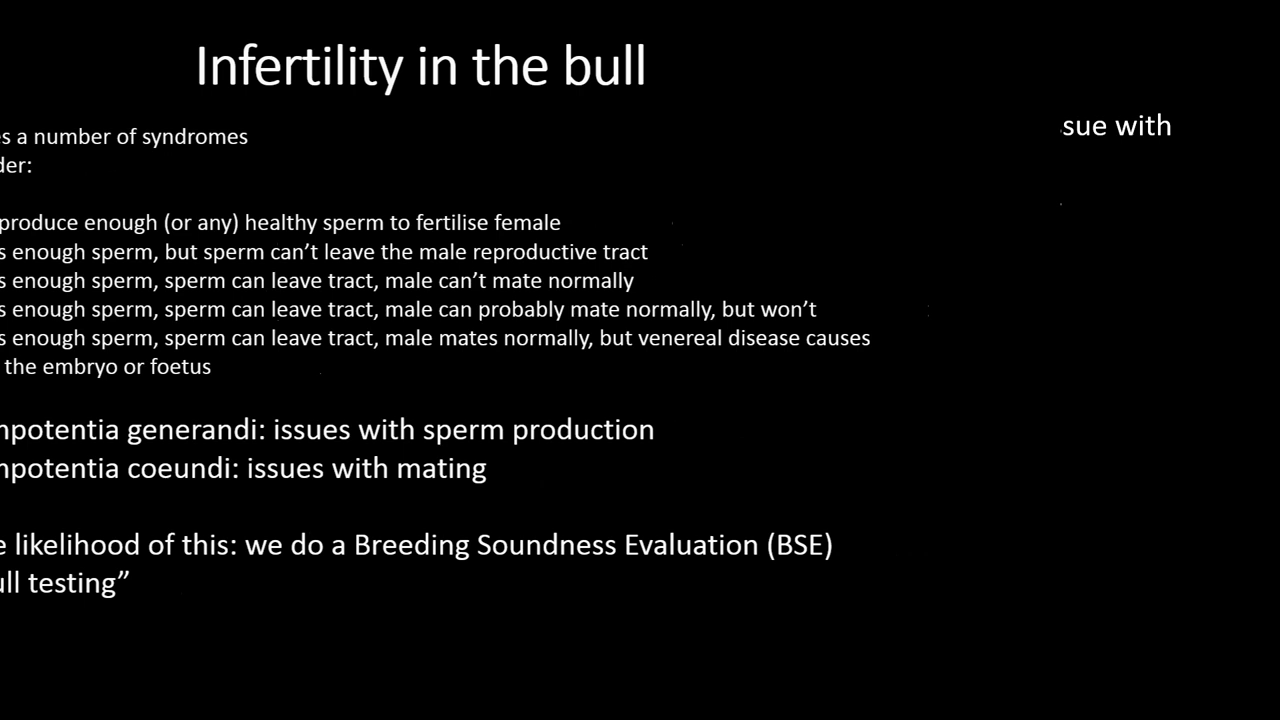 Infertility in the bull
sue with
es a number of syndromes
der:
produce enough (or any) healthy sperm to fertilise female
s enough sperm, but sperm can’t leave the male reproductive tract
s enough sperm, sperm can leave tract, male can’t mate normally
s enough sperm, sperm can leave tract, male can probably mate normally, but won’t
s enough sperm, sperm can leave tract, male mates normally, but venereal disease causes
the embryo or foetus
npotentia generandi: issues with sperm production
npotentia coeundi: issues with mating
e likelihood of this: we do a Breeding Soundness Evaluation (BSE)
ull testing”